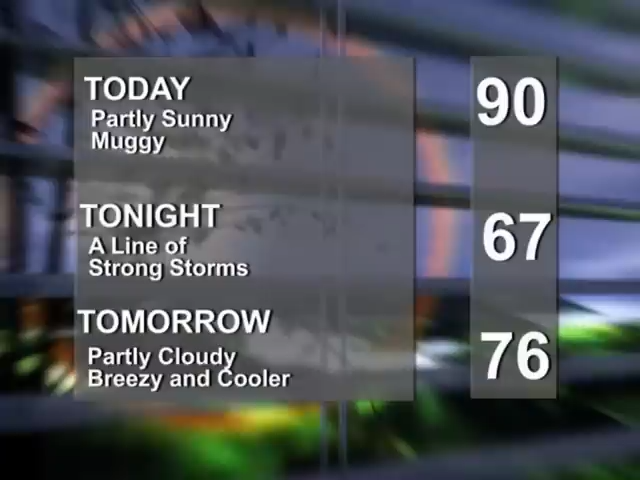 TODAY
90
Partly Sunny
Muggy
TONIGHT
67
A Line of
Strong Storms
TOMORROW
76
Partly Cloudy
Breezy and Cooler